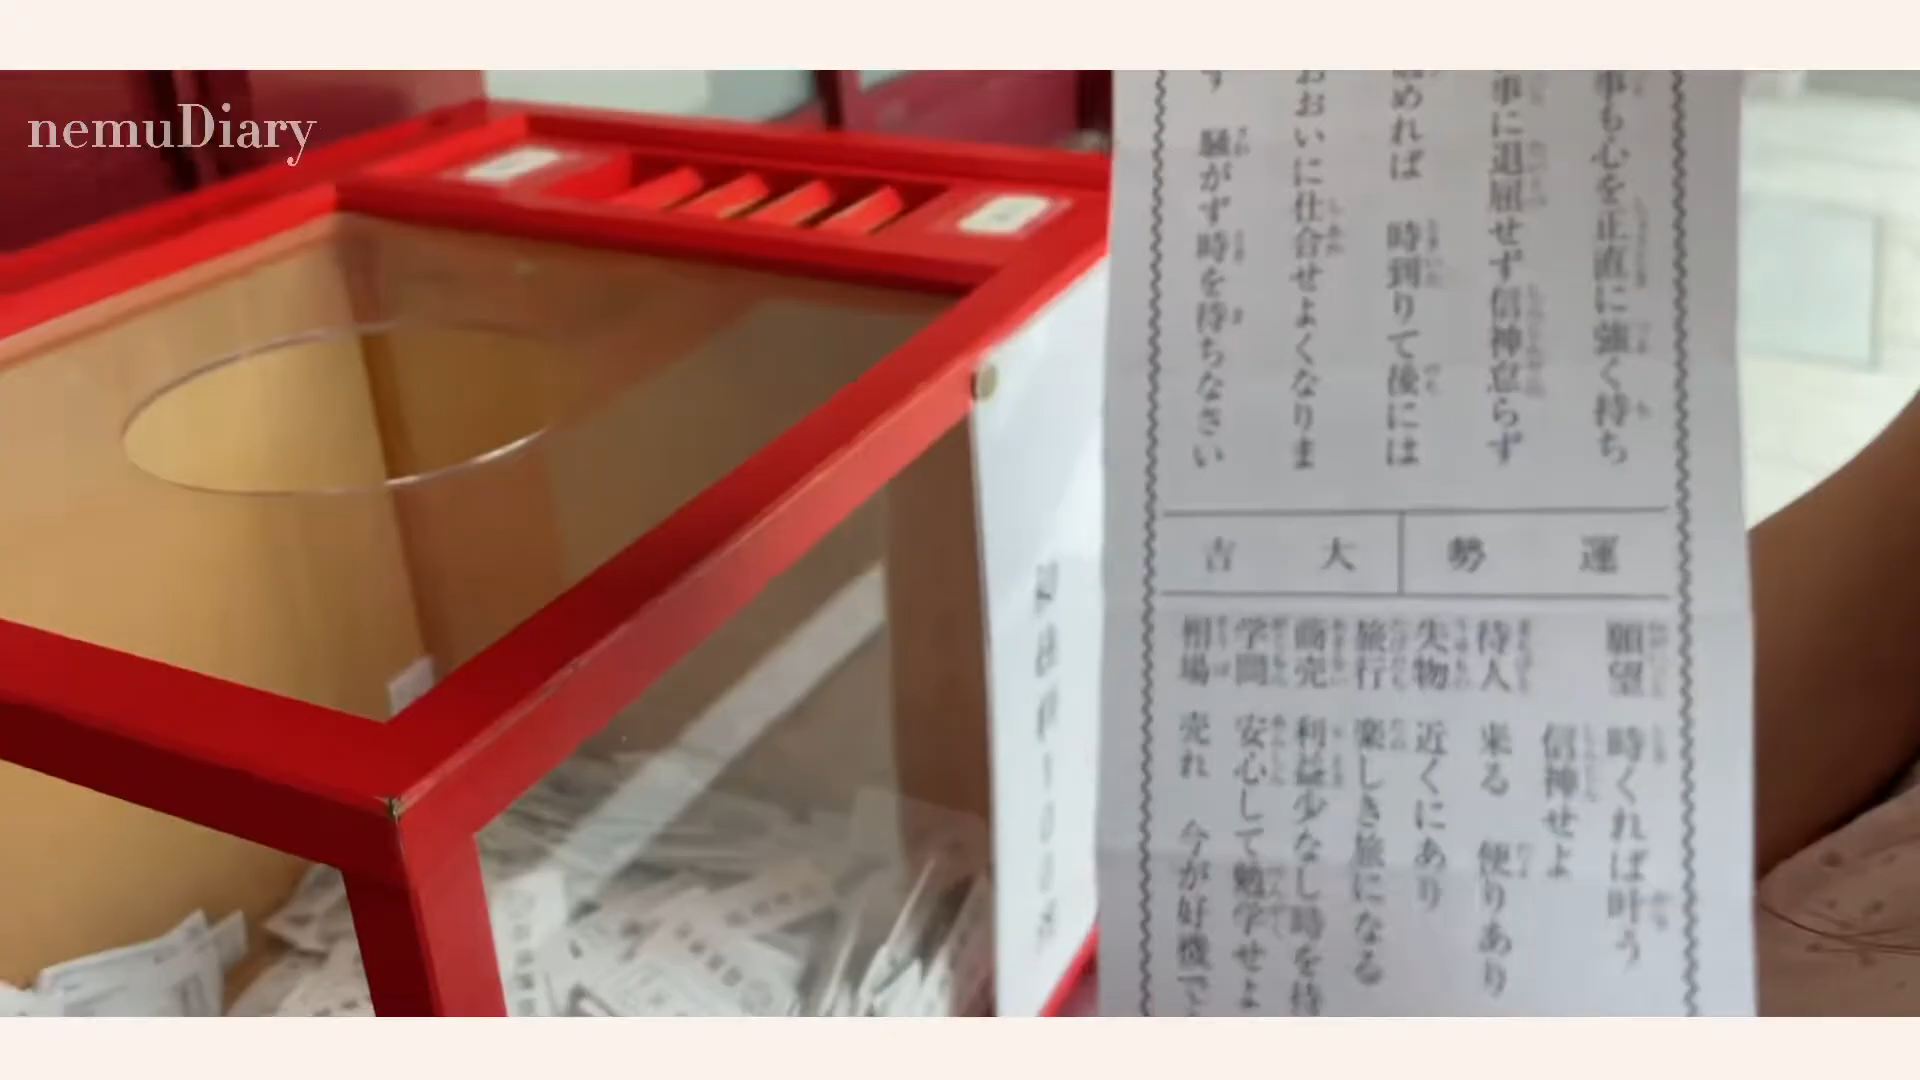 nemuDiary
事も心を正直に強く持ち
事に退屈せず信神怠らず
めれば 時到りて後には
おおいに仕合せよくなりま
す 騒がず時を待ちなさい
運勢 大吉
願望 時くれば叶う
信神せよ
待人 来る 便りあり
失物 近くにあり
旅行 楽しき旅になる
商売 利益少なし時を待
学問 安心して勉学せよ
相場 売れ 今が好機で